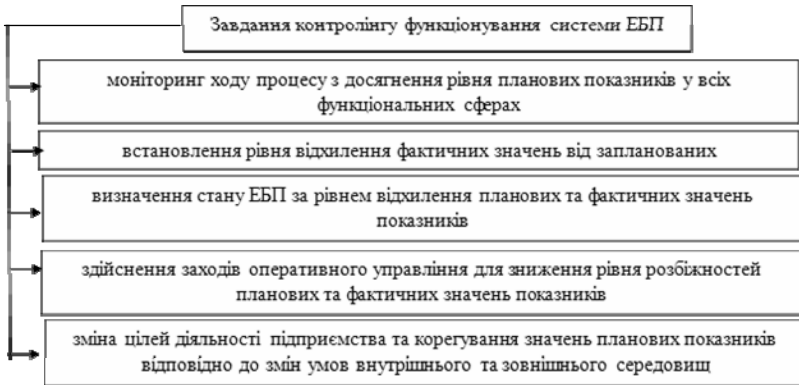 Завдання контролінгу функціонування системи ЕБП
моніторинг ходу процесу з досягнення рівня планових показників у всіх
функціональних сферах
встановлення рівня відхилення фактичних значень від запланованих
визначення стану ЕБП за рівнем відхилення планових та фактичних значень
показників
здійснення заходів оперативного управління для зниження рівня розбіжностей
планових та фактичних значень показників
зміна цілей діяльності підприємства та корегування значень планових показників
відповідно до змін умов внутрішнього та зовнішнього середовищ